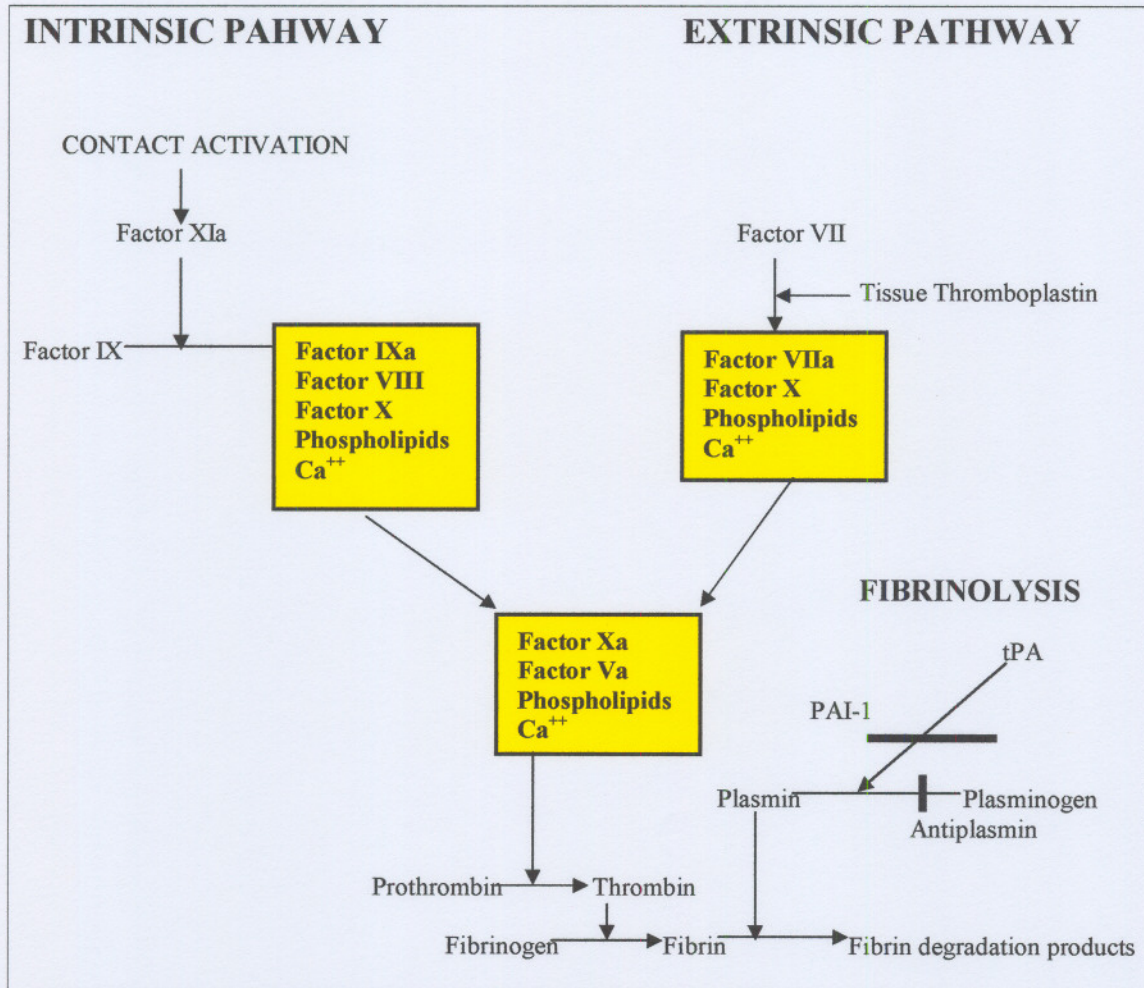 INTRINSIC PAHWAY
EXTRINSIC PATHWAY
CONTACT ACTIVATION
Factor XIa
Factor VII
Tissue Thromboplastin
Factor IX
Factor IXa
Factor VIII
Factor X
Phospholipids
Ca++
Factor VIIa
Factor X
Phospholipids
Ca++
Factor Xa
Factor Va
Phospholipids
Ca++
FIBRINOLYSIS
tPA
PAI-1
Plasmin
Plasminogen
Antiplasmin
Prothrombin
Thrombin
Fibrinogen
Fibrin
Fibrin degradation products